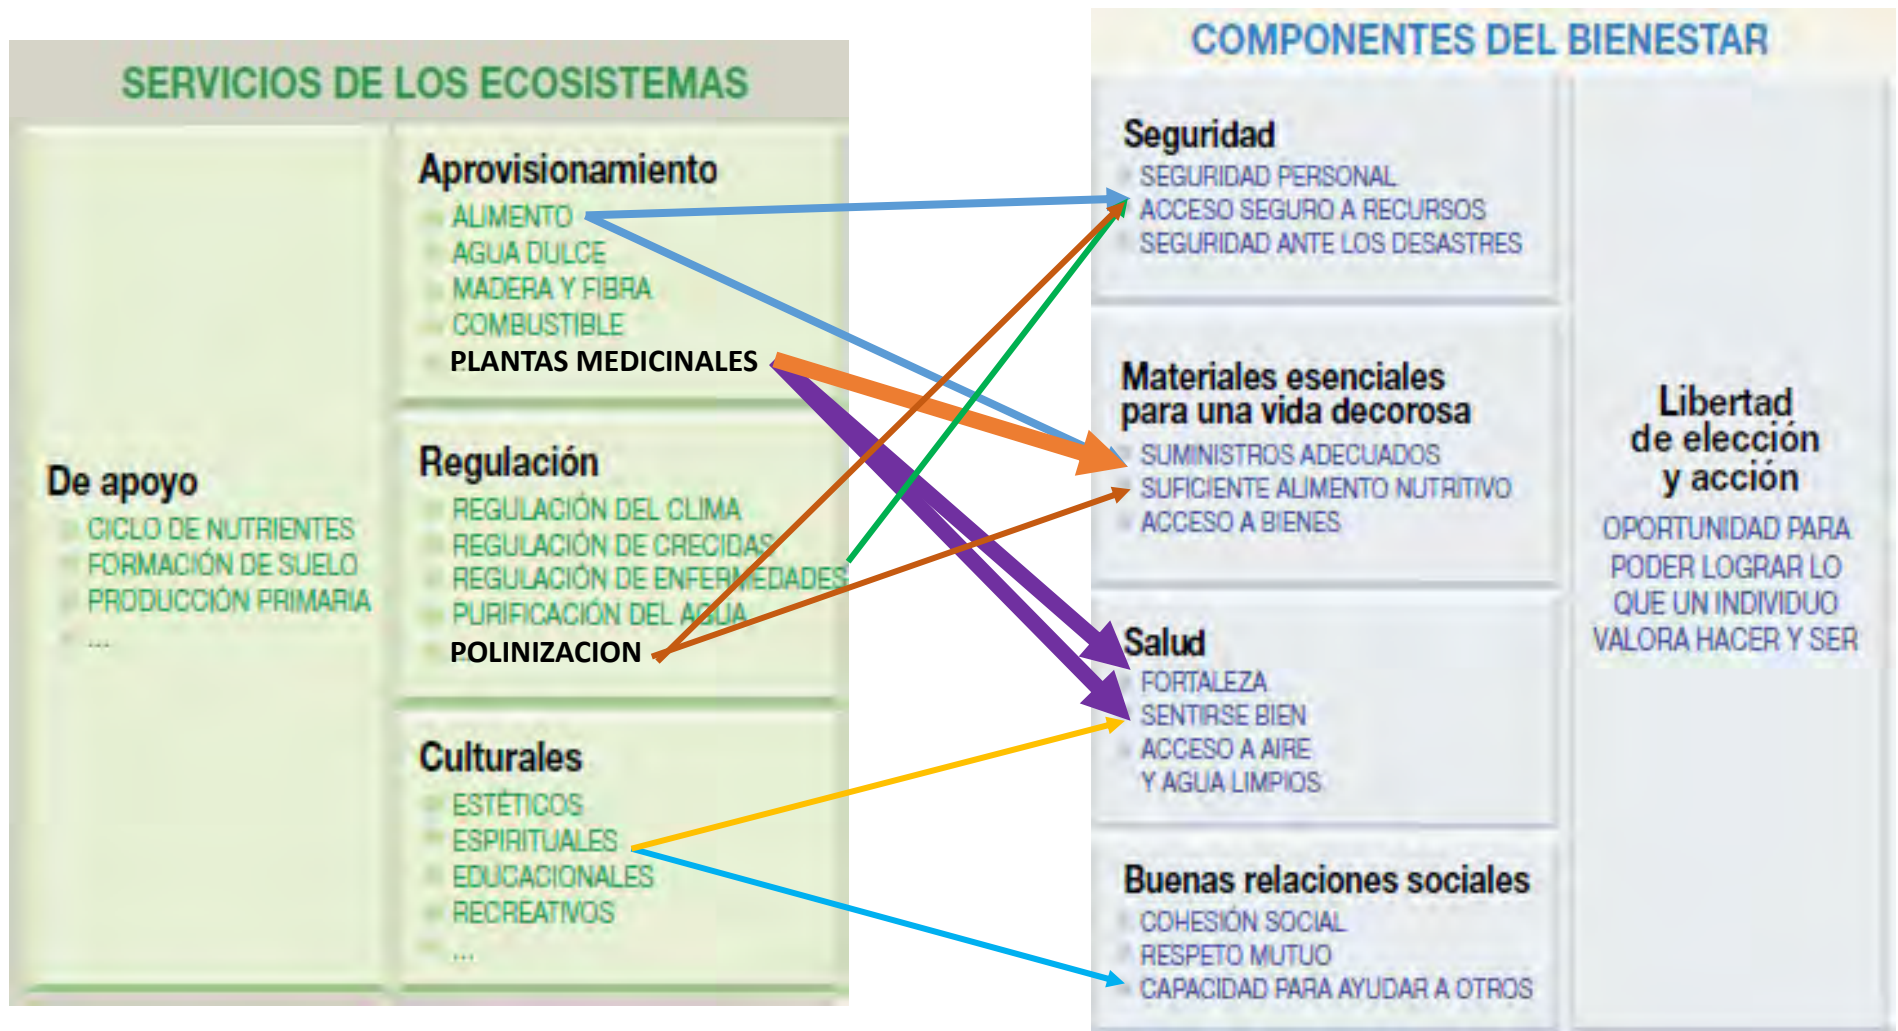 SERVICIOS DE LOS ECOSISTEMAS
De apoyo
CICLO DE NUTRIENTES
FORMACIÓN DE SUELO
PRODUCCIÓN PRIMARIA
...
Aprovisionamiento
ALIMENTO
AGUA DULCE
MADERA Y FIBRA
COMBUSTIBLE
PLANTAS MEDICINALES
Regulación
REGULACIÓN DEL CLIMA
REGULACIÓN DE CRECIDAS
REGULACIÓN DE ENFERMEDADES
PURIFICACIÓN DEL AGUA
POLINIZACION
Culturales
ESTÉTICOS
ESPIRITUALES
EDUCACIONALES
RECREATIVOS
...
COMPONENTES DEL BIENESTAR
Seguridad
SEGURIDAD PERSONAL
ACCESO SEGURO A RECURSOS
SEGURIDAD ANTE LOS DESASTRES
Materiales esenciales
para una vida decorosa
SUMINISTROS ADECUADOS
SUFICIENTE ALIMENTO NUTRITIVO
ACCESO A BIENES
Salud
FORTALEZA
SENTIRSE BIEN
ACCESO A AIRE
Y AGUA LIMPIOS
Buenas relaciones sociales
COHESIÓN SOCIAL
RESPETO MUTUO
CAPACIDAD PARA AYUDAR A OTROS
Libertad
de elección
y acción
OPORTUNIDAD PARA
PODER LOGRAR LO
QUE UN INDIVIDUO
VALORA HACER Y SER